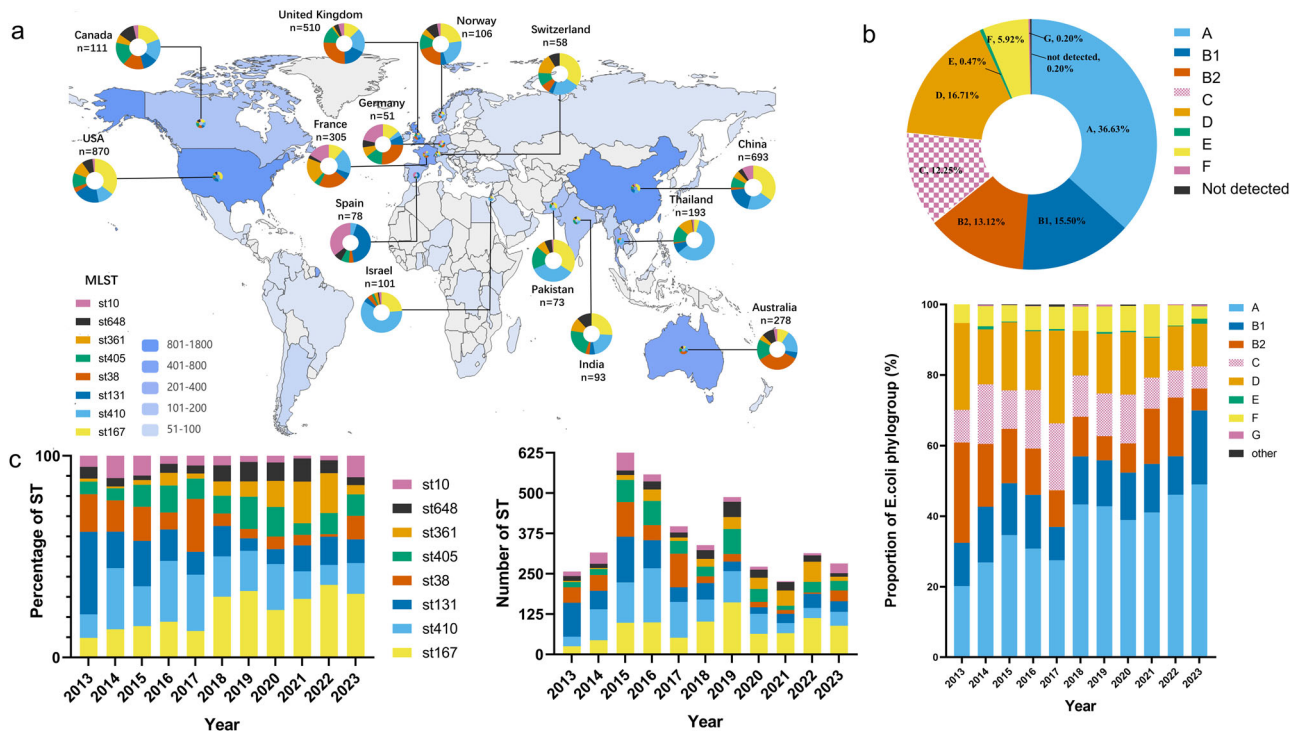 a
Canada
n=111
United Kingdom
n=510
Norway
n=106
Switzerland
n=58
Germany
n=51
France
n=305
USA
n=870
China
n=693
Thailand
n=193
Spain
n=78
Israel
n=101
Pakistan
n=73
India
n=93
Australia
n=278
MLST
st10
st648
st361
st405
st38
st131
st410
st167
801-1800
401-800
201-400
101-200
51-100
b
G, 0.20%
F, 5.92%
not detected,
0.20%
E, 0.47%
D, 16.71%
A, 36.63%
C, 12.25%
B2, 13.12%
B1, 15.50%
A
B1
B2
C
D
E
F
Not detected
c
Percentage of ST
100
0
2013
2014
2015
2016
2017
2018
2019
2020
2021
2022
2023
Year
st10
st648
st361
st405
st38
st131
st410
st167
Number of ST
625
500
375
250
125
0
2013
2014
2015
2016
2017
2018
2019
2020
2021
2022
2023
Year
Proportion of E.coli phylogroup (%)
100
80
60
40
20
0
2013
2014
2015
2016
2017
2018
2019
2020
2021
2022
2023
Year
A
B1
B2
C
D
E
F
G
other